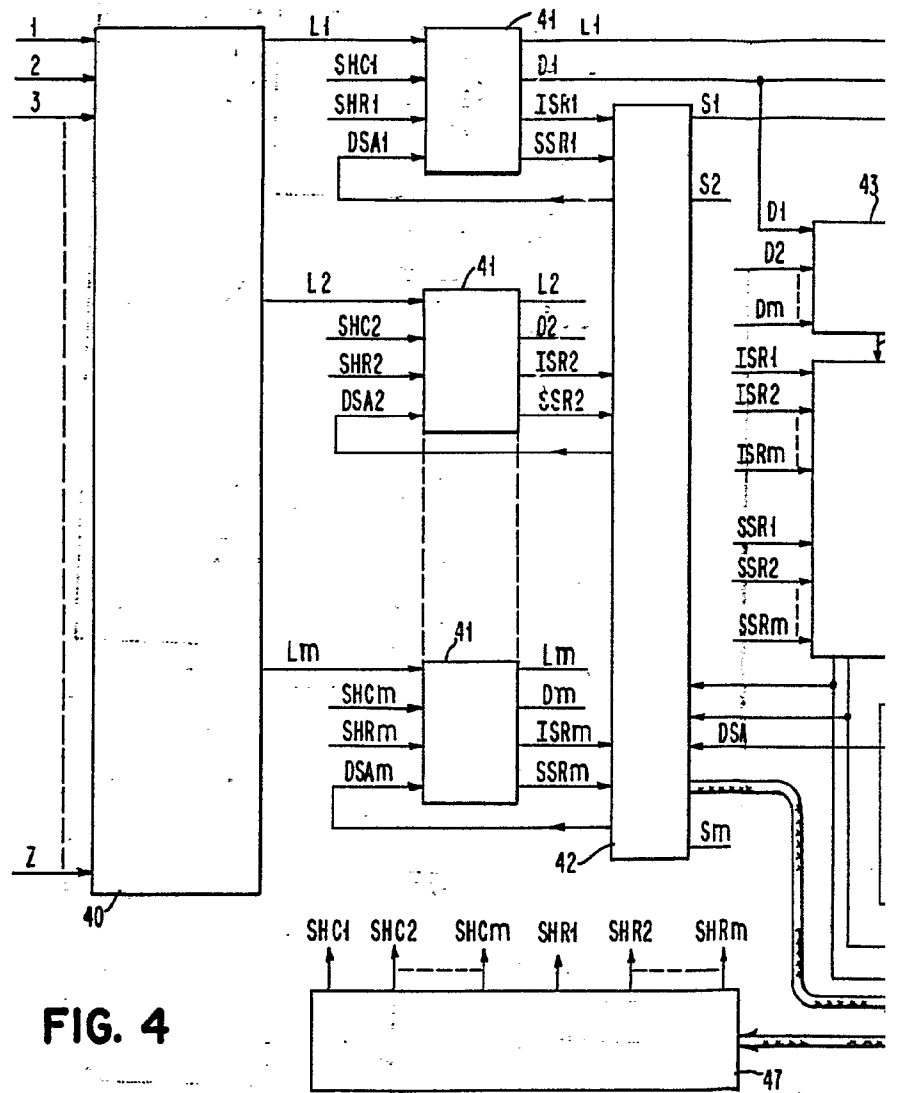 1 L1 41 L1
2 SHC1 D1
3 SHR1 ISR1 S1
DSA1 SSR1
S2 43
D1
L2 41 L2 D2
SHC2 D2 Dm
SHR2 ISR2 ISR1
DSA2 SSR2 ISR2
ISRm
SSR1
SSR2
41 SSRm
Lm Lm
SHCm Dm
SHRm ISRm DSA
DSAm SSRm
Sm
Z 42
40
SHC1 SHC2 SHCm SHR1 SHR2 SHRm
FIG. 4
47